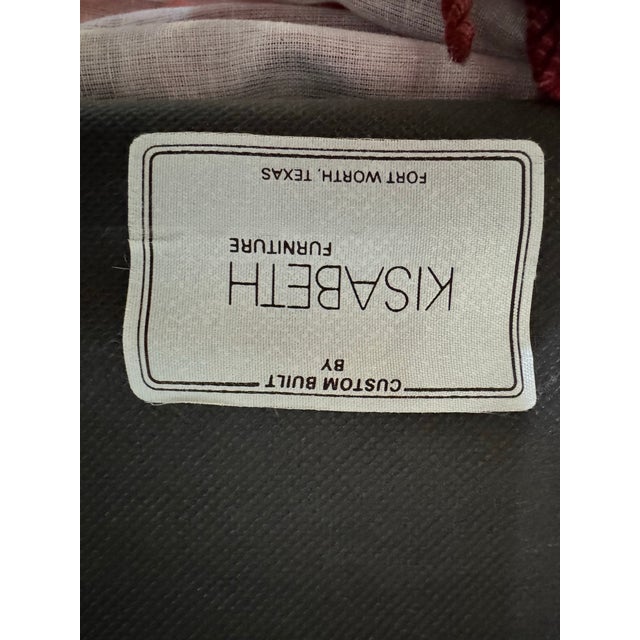 CUSTOM BUILT
BY
KISABETH
FURNITURE
FORT WORTH, TEXAS